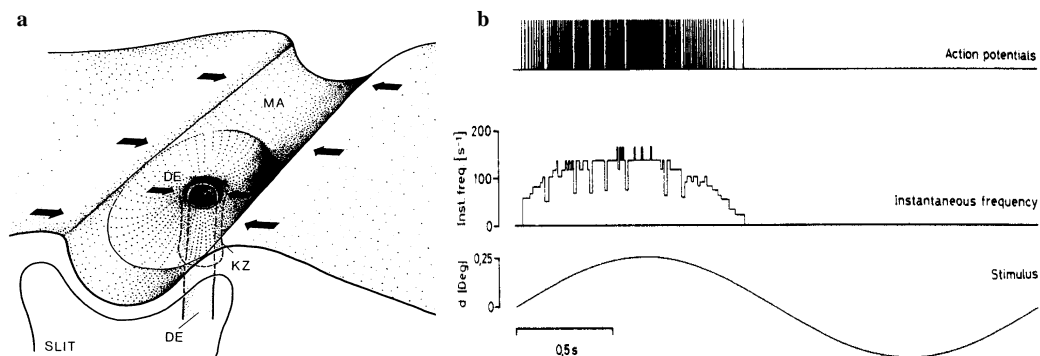 a
MA
DE
KZ
DE
SLIT
b
Action potentials
200
100
0
Inst. freq. [s⁻¹]
Instantaneous frequency
0,25
0
d [Deg]
Stimulus
0,5s